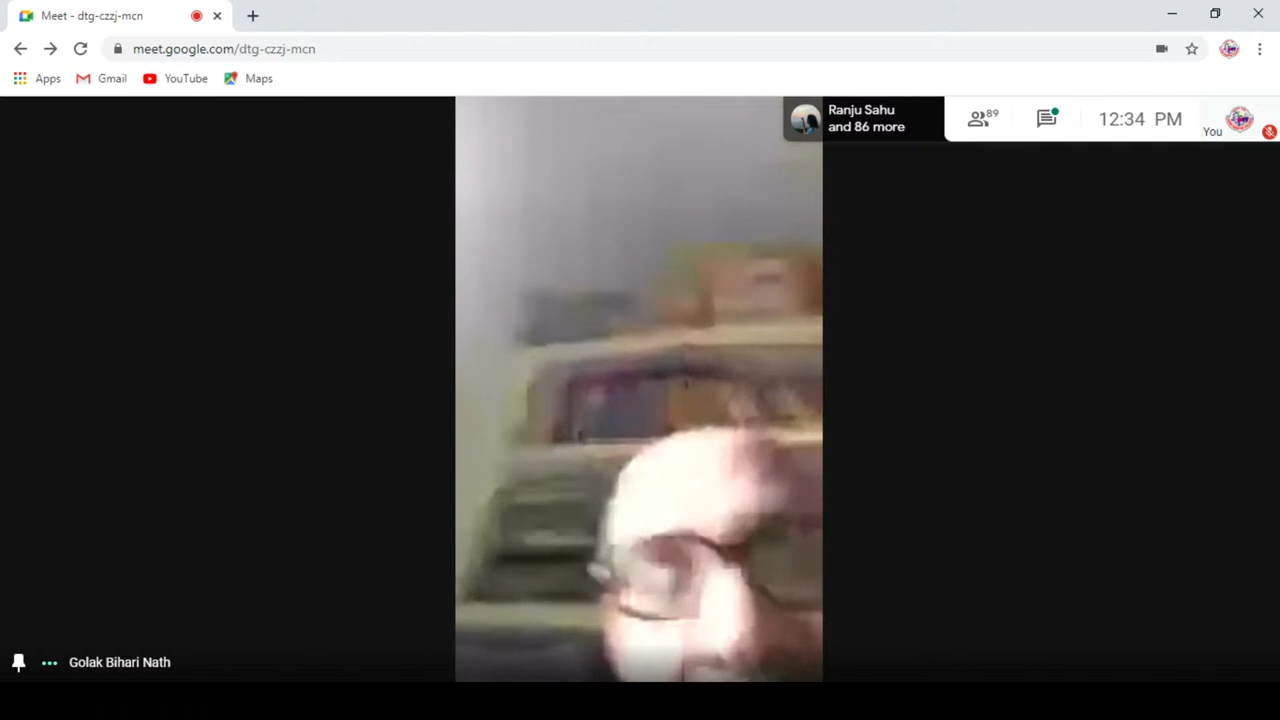 Meet - dtg-czzj-mcn
meet.google.com/dtg-czzj-mcn
Apps
Gmail
YouTube
Maps
Ranju Sahu
and 86 more
89
12:34 PM
You
Golak Bihari Nath